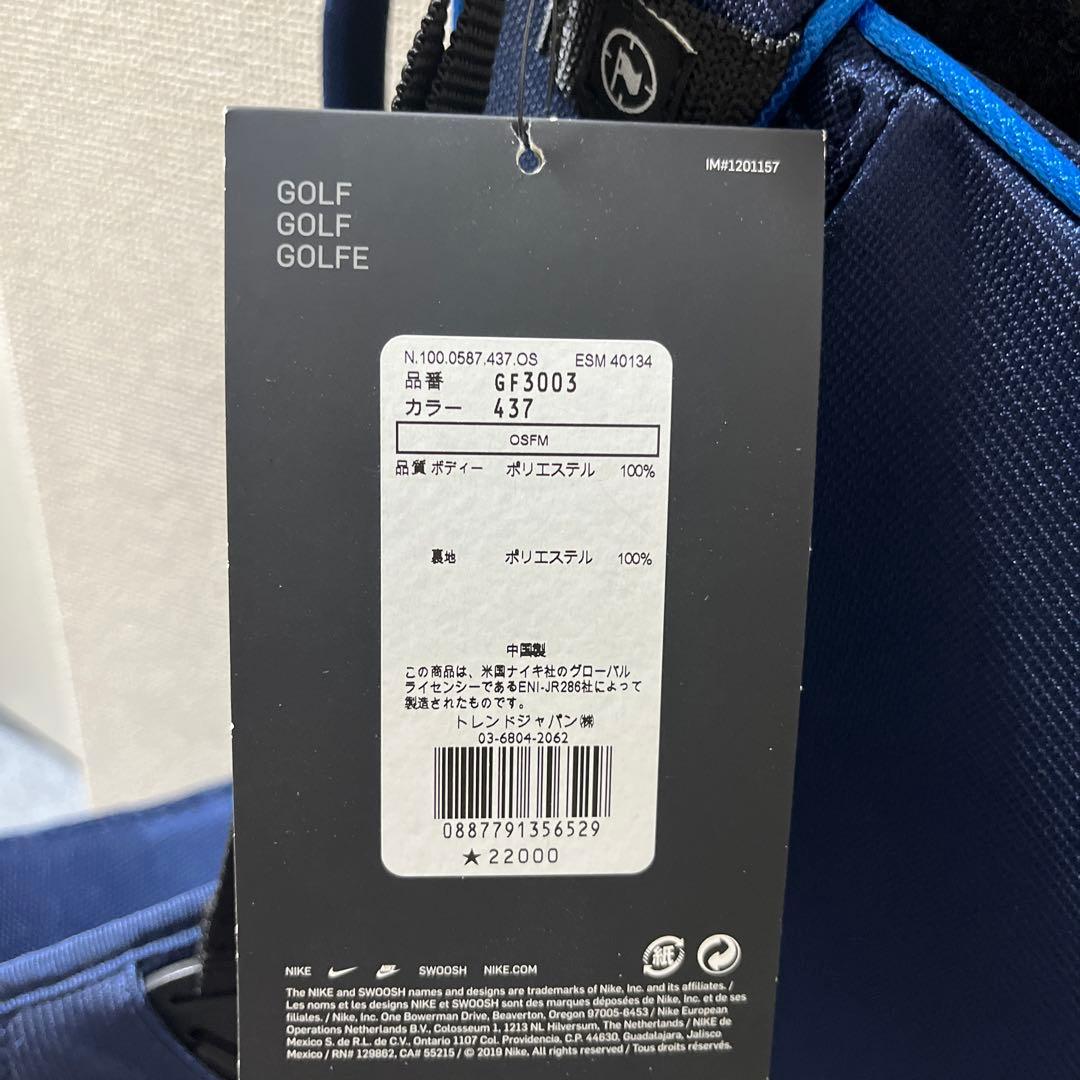 IM#1201157
GOLF
GOLF
GOLFE
N.100.0587.437.OS ESM 40134
品番 GF3003
カラー 437
OSFM
品質 ボディー ポリエステル 100%
裏地 ポリエステル 100%
中国製
この商品は、米国ナイキ社のグローバル
ライセンシーであるENI-JR286社によって
製造されたものです。
トレンドジャパン㈱
03-6804-2062
0887791356529
★22000
紙
NIKE SWOOSH NIKE.COM
The NIKE and SWOOSH names and designs are trademarks of Nike, Inc. and its affiliates. /
Les noms et les designs NIKE et SWOOSH sont des marques déposées de Nike, Inc. et de ses
filiales. / Nike, Inc. One Bowerman Drive, Beaverton, Oregon 97005-6453 / Nike European
Operations Netherlands B.V., Colosseum 1, 1213 NL Hilversum, The Netherlands / NIKE de
Mexico S. de R.L. de C.V., Ontario 1107 Col. Providencia, C.P. 44630, Guadalajara, Jalisco
Mexico / RN# 129862, CA# 55215 / © 2019 Nike, All rights reserved / Tous droits réservés.